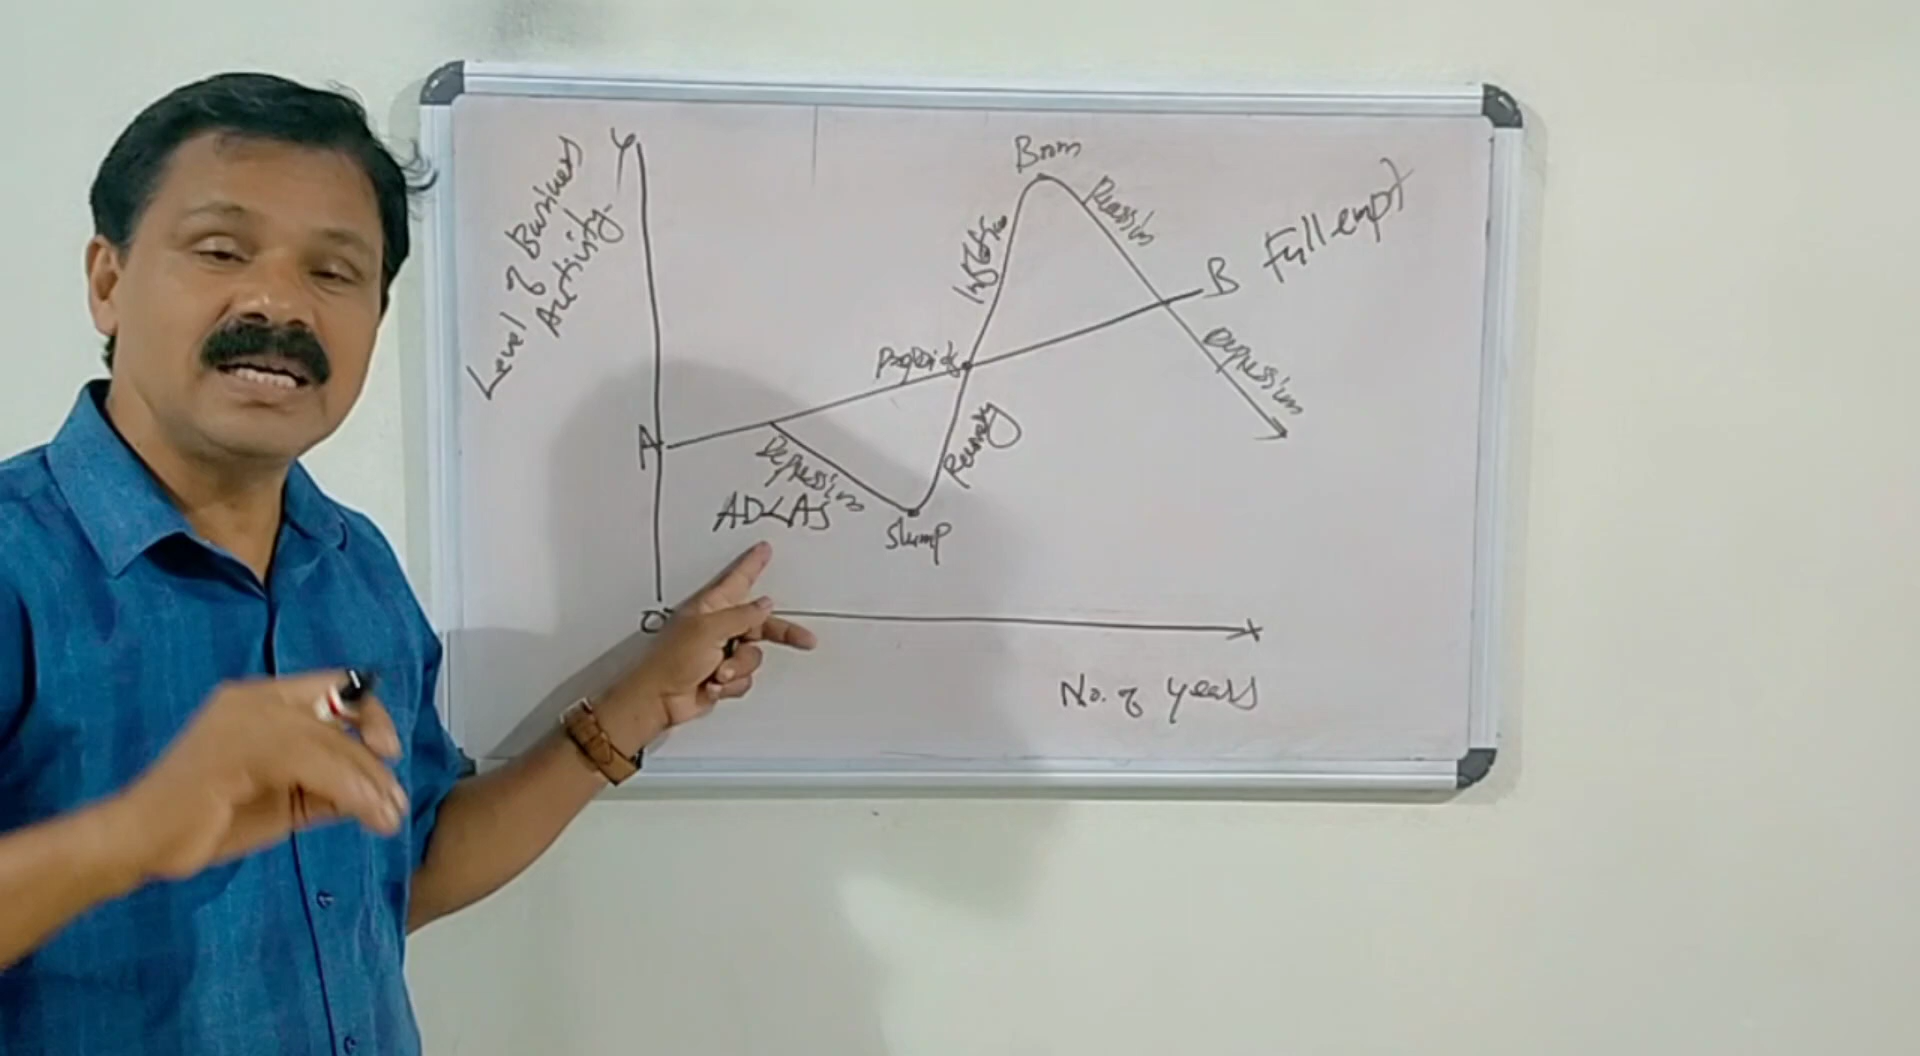 Y
Level of Business
Activity.
Boom
Recession
Full empt
Inflation
B
Prosperity
Depression
A
Recovery
Depression
AD<AS
Slump
O
X
No. of years